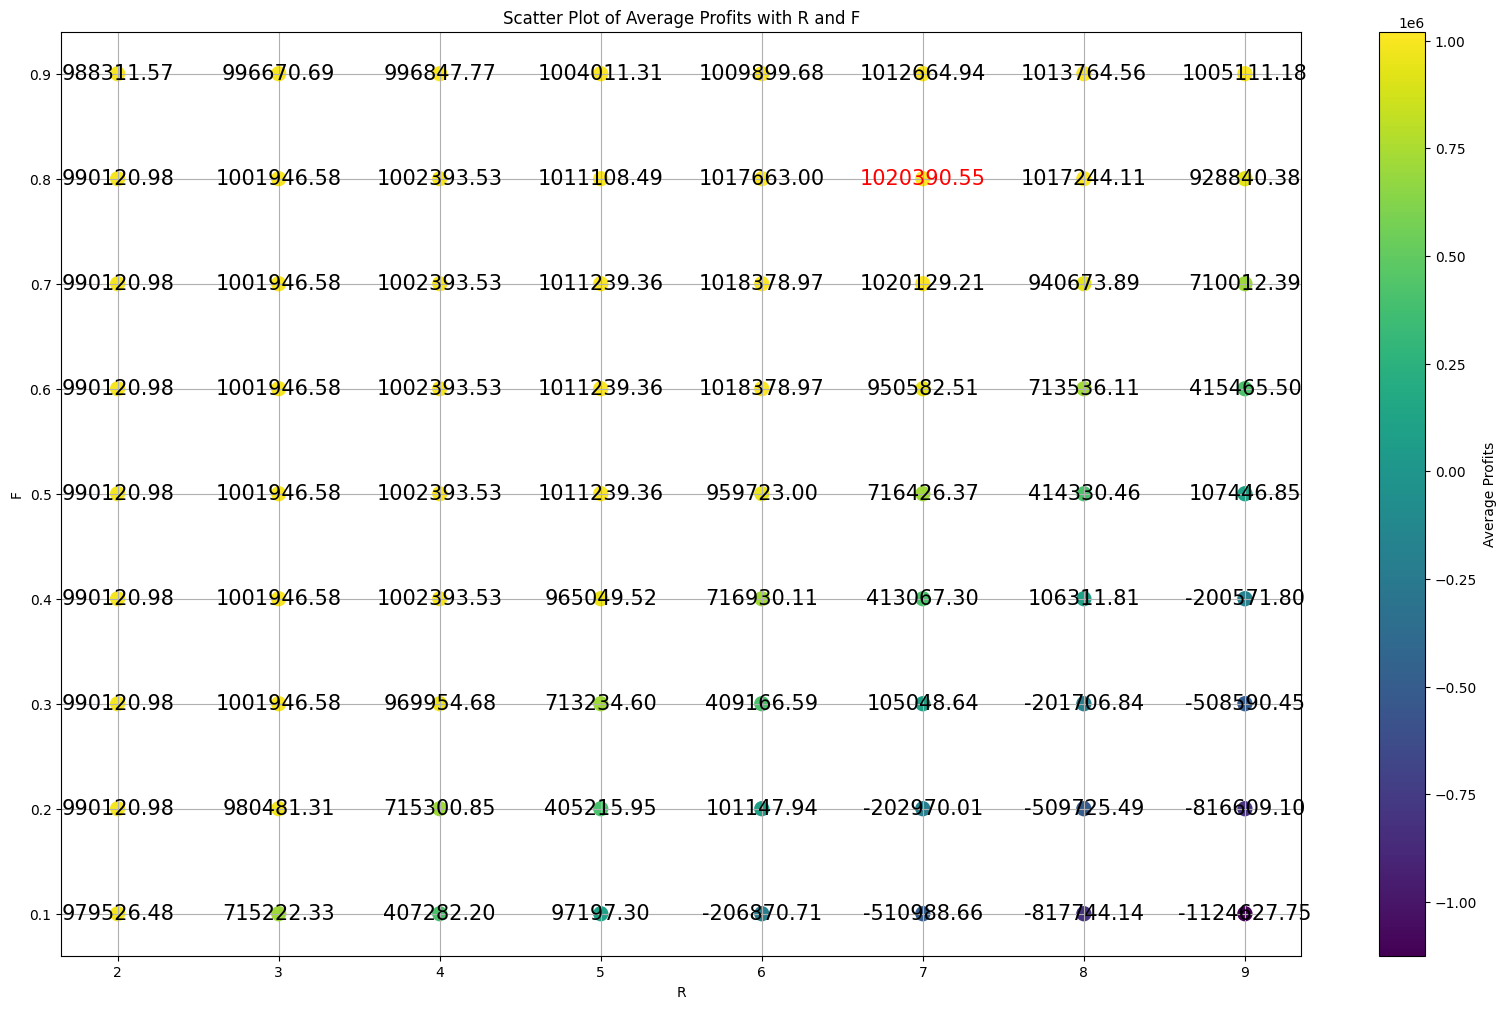 Scatter Plot of Average Profits with R and F
1e6
0.9 988311.57 996670.69 996847.77 1004011.31 1009899.68 1012664.94 1013764.56 1005111.18
1.00
0.8 990120.98 1001946.58 1002393.53 1011108.49 1017663.00 1020390.55 1017244.11 928840.38
0.75
0.7 990120.98 1001946.58 1002393.53 1011239.36 1018378.97 1020129.21 940673.89 710012.39
0.50
0.6 990120.98 1001946.58 1002393.53 1011239.36 1018378.97 950582.51 713536.11 415465.50
0.25
F
0.5 990120.98 1001946.58 1002393.53 1011239.36 959723.00 716426.37 414330.46 107446.85
0.00
Average Profits
0.4 990120.98 1001946.58 1002393.53 965049.52 716930.11 413067.30 106311.81 -200571.80
−0.25
0.3 990120.98 1001946.58 969954.68 713234.60 409166.59 105048.64 -201706.84 -508590.45
−0.50
0.2 990120.98 980481.31 715300.85 405215.95 101147.94 -202970.01 -509725.49 -816609.10
−0.75
0.1 979526.48 715222.33 407282.20 97197.30 -206870.71 -510988.66 -817744.14 -1124627.75
−1.00
2 3 4 5 6 7 8 9
R